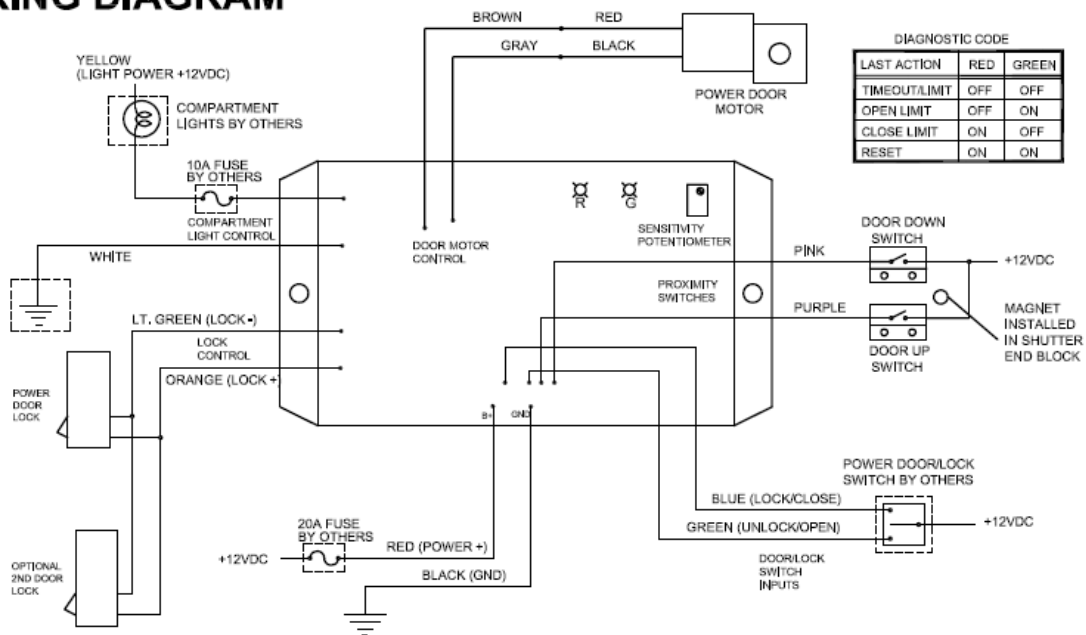 RING DIAGRAM
BROWN
RED
GRAY
BLACK
POWER DOOR
MOTOR
DIAGNOSTIC CODE
LAST ACTION RED GREEN
TIMEOUT/LIMIT OFF OFF
OPEN LIMIT OFF ON
CLOSE LIMIT ON OFF
RESET ON ON
YELLOW
(LIGHT POWER +12VDC)
COMPARTMENT
LIGHTS BY OTHERS
10A FUSE
BY OTHERS
COMPARTMENT
LIGHT CONTROL
WHITE
DOOR MOTOR
CONTROL
R
G
SENSITIVITY
POTENTIOMETER
PROXIMITY
SWITCHES
PINK
DOOR DOWN
SWITCH
+12VDC
PURPLE
DOOR UP
SWITCH
MAGNET
INSTALLED
IN SHUTTER
END BLOCK
LT. GREEN (LOCK -)
LOCK
CONTROL
ORANGE (LOCK +)
POWER
DOOR
LOCK
B+
GND
POWER DOOR/LOCK
SWITCH BY OTHERS
BLUE (LOCK/CLOSE)
GREEN (UNLOCK/OPEN)
+12VDC
DOOR/LOCK
SWITCH
INPUTS
20A FUSE
BY OTHERS
+12VDC
RED (POWER +)
BLACK (GND)
OPTIONAL
2ND DOOR
LOCK